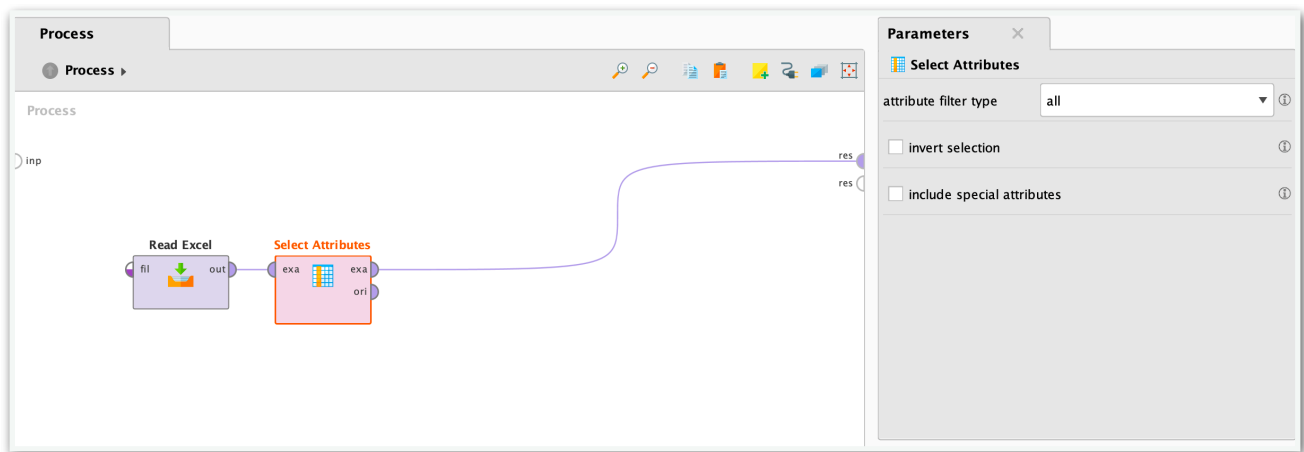 Process
Process
Process
inp
res
res
Read Excel
fil
out
Select Attributes
exa
exa
ori
Parameters
Select Attributes
attribute filter type
all
invert selection
include special attributes